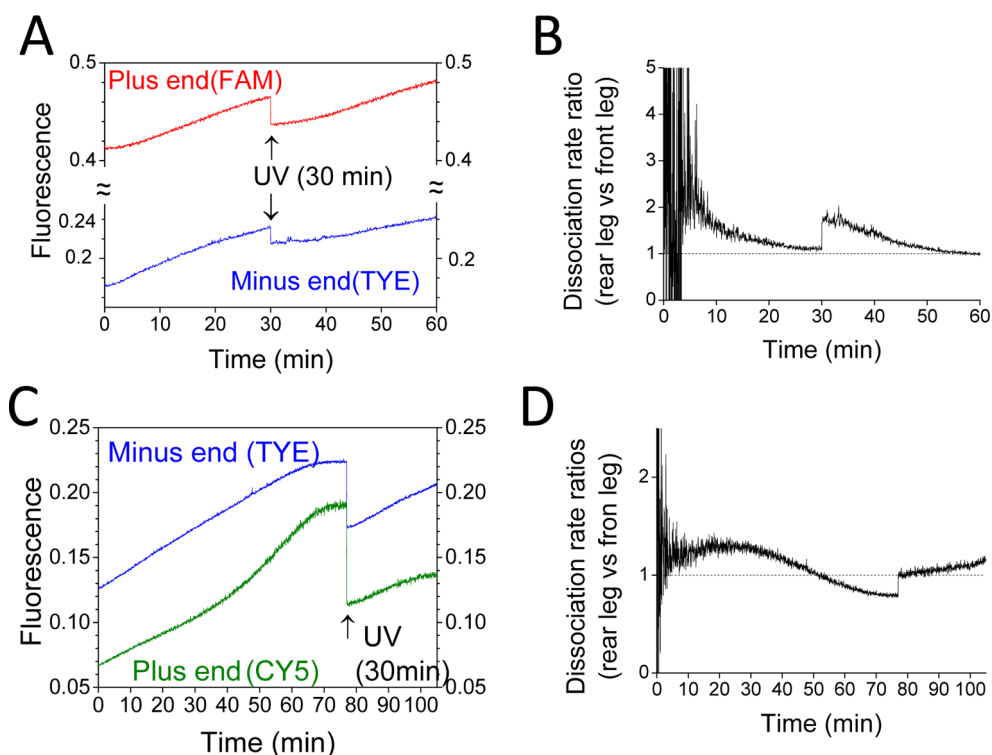 A
Fluorescence
0.5
0.4
≈
0.24
0.2
0.5
0.4
≈
0.2
Plus end(FAM)
↑
UV (30 min)
↓
Minus end(TYE)
0 10 20 30 40 50 60
Time (min)
B
Dissociation rate ratio
(rear leg vs front leg)
5
4
3
2
1
0
10 20 30 40 50 60
Time (min)
C
Fluorescence
0.25
0.20
0.15
0.10
0.05
0.25
0.20
0.15
0.10
0.05
Minus end (TYE)
↑ UV
(30min)
Plus end (CY5)
0 10 20 30 40 50 60 70 80 90 100
Time (min)
D
Dissociation rate ratios
(rear leg vs fron leg)
2
1
0
0 10 20 30 40 50 60 70 80 90 100
Time (min)